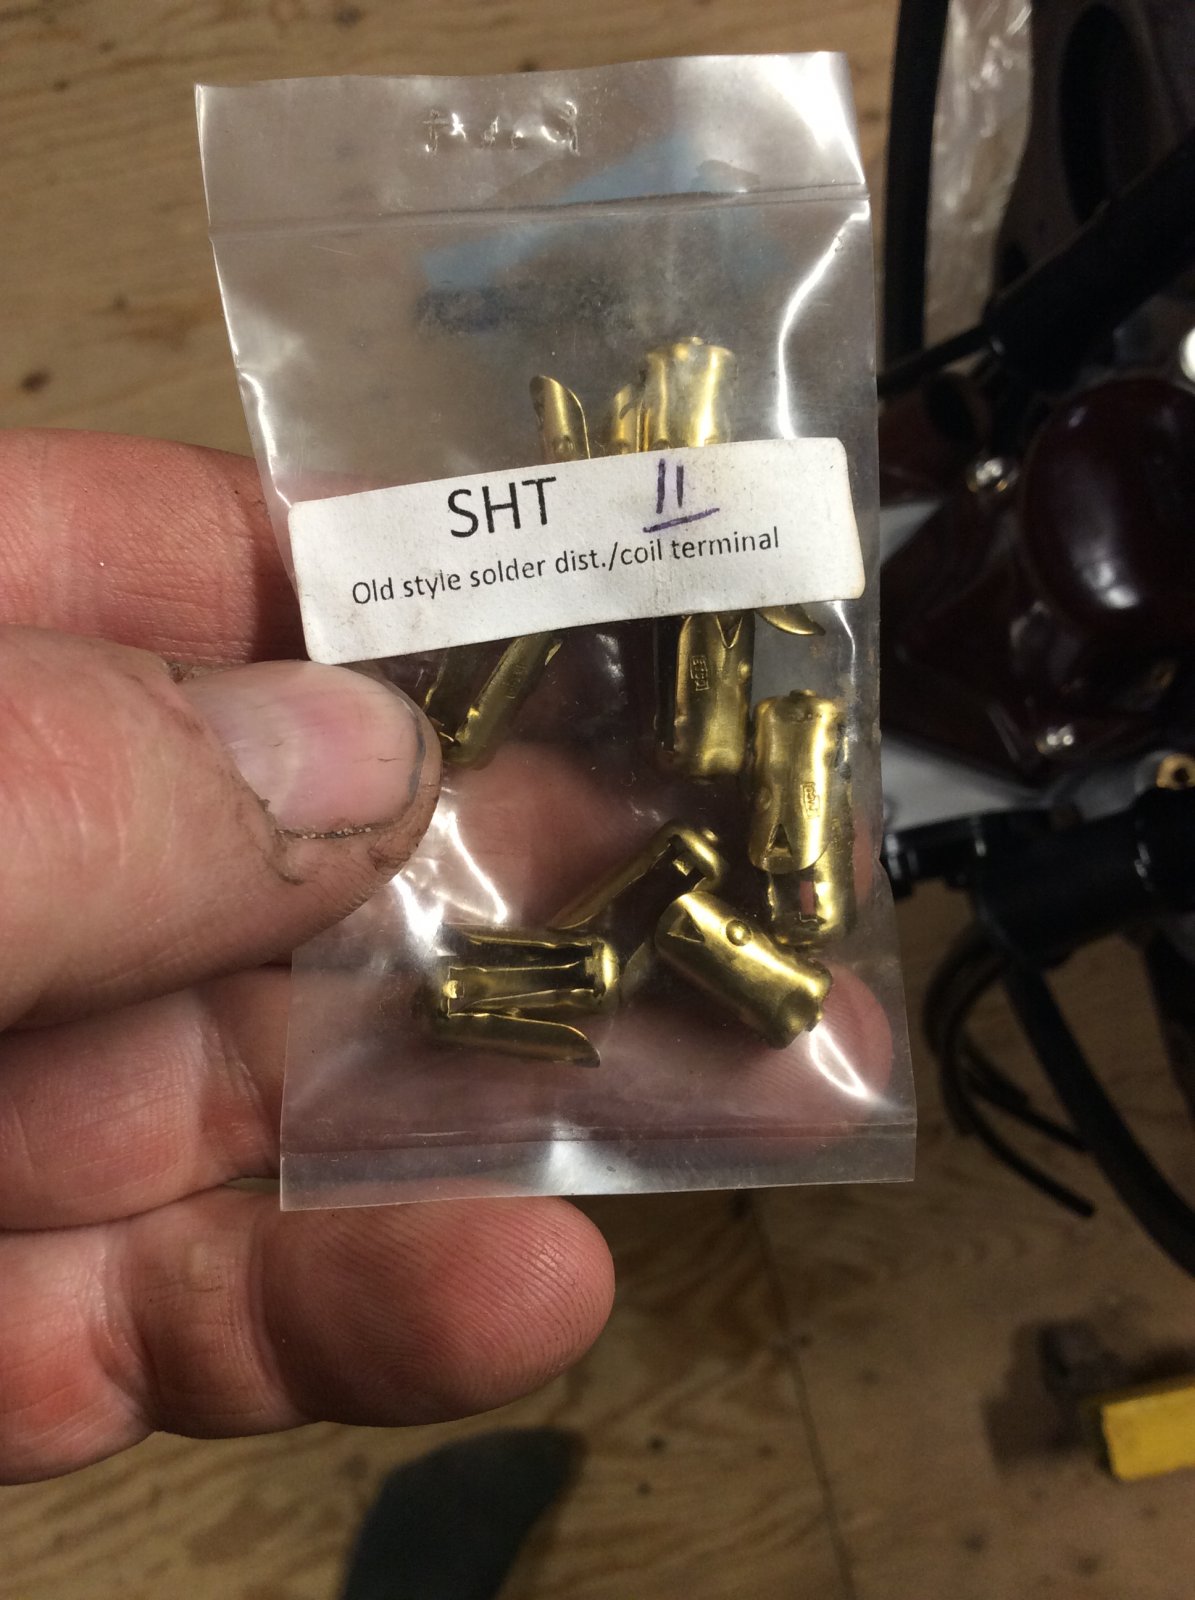 SHT 11
Old style solder dist./coil terminal